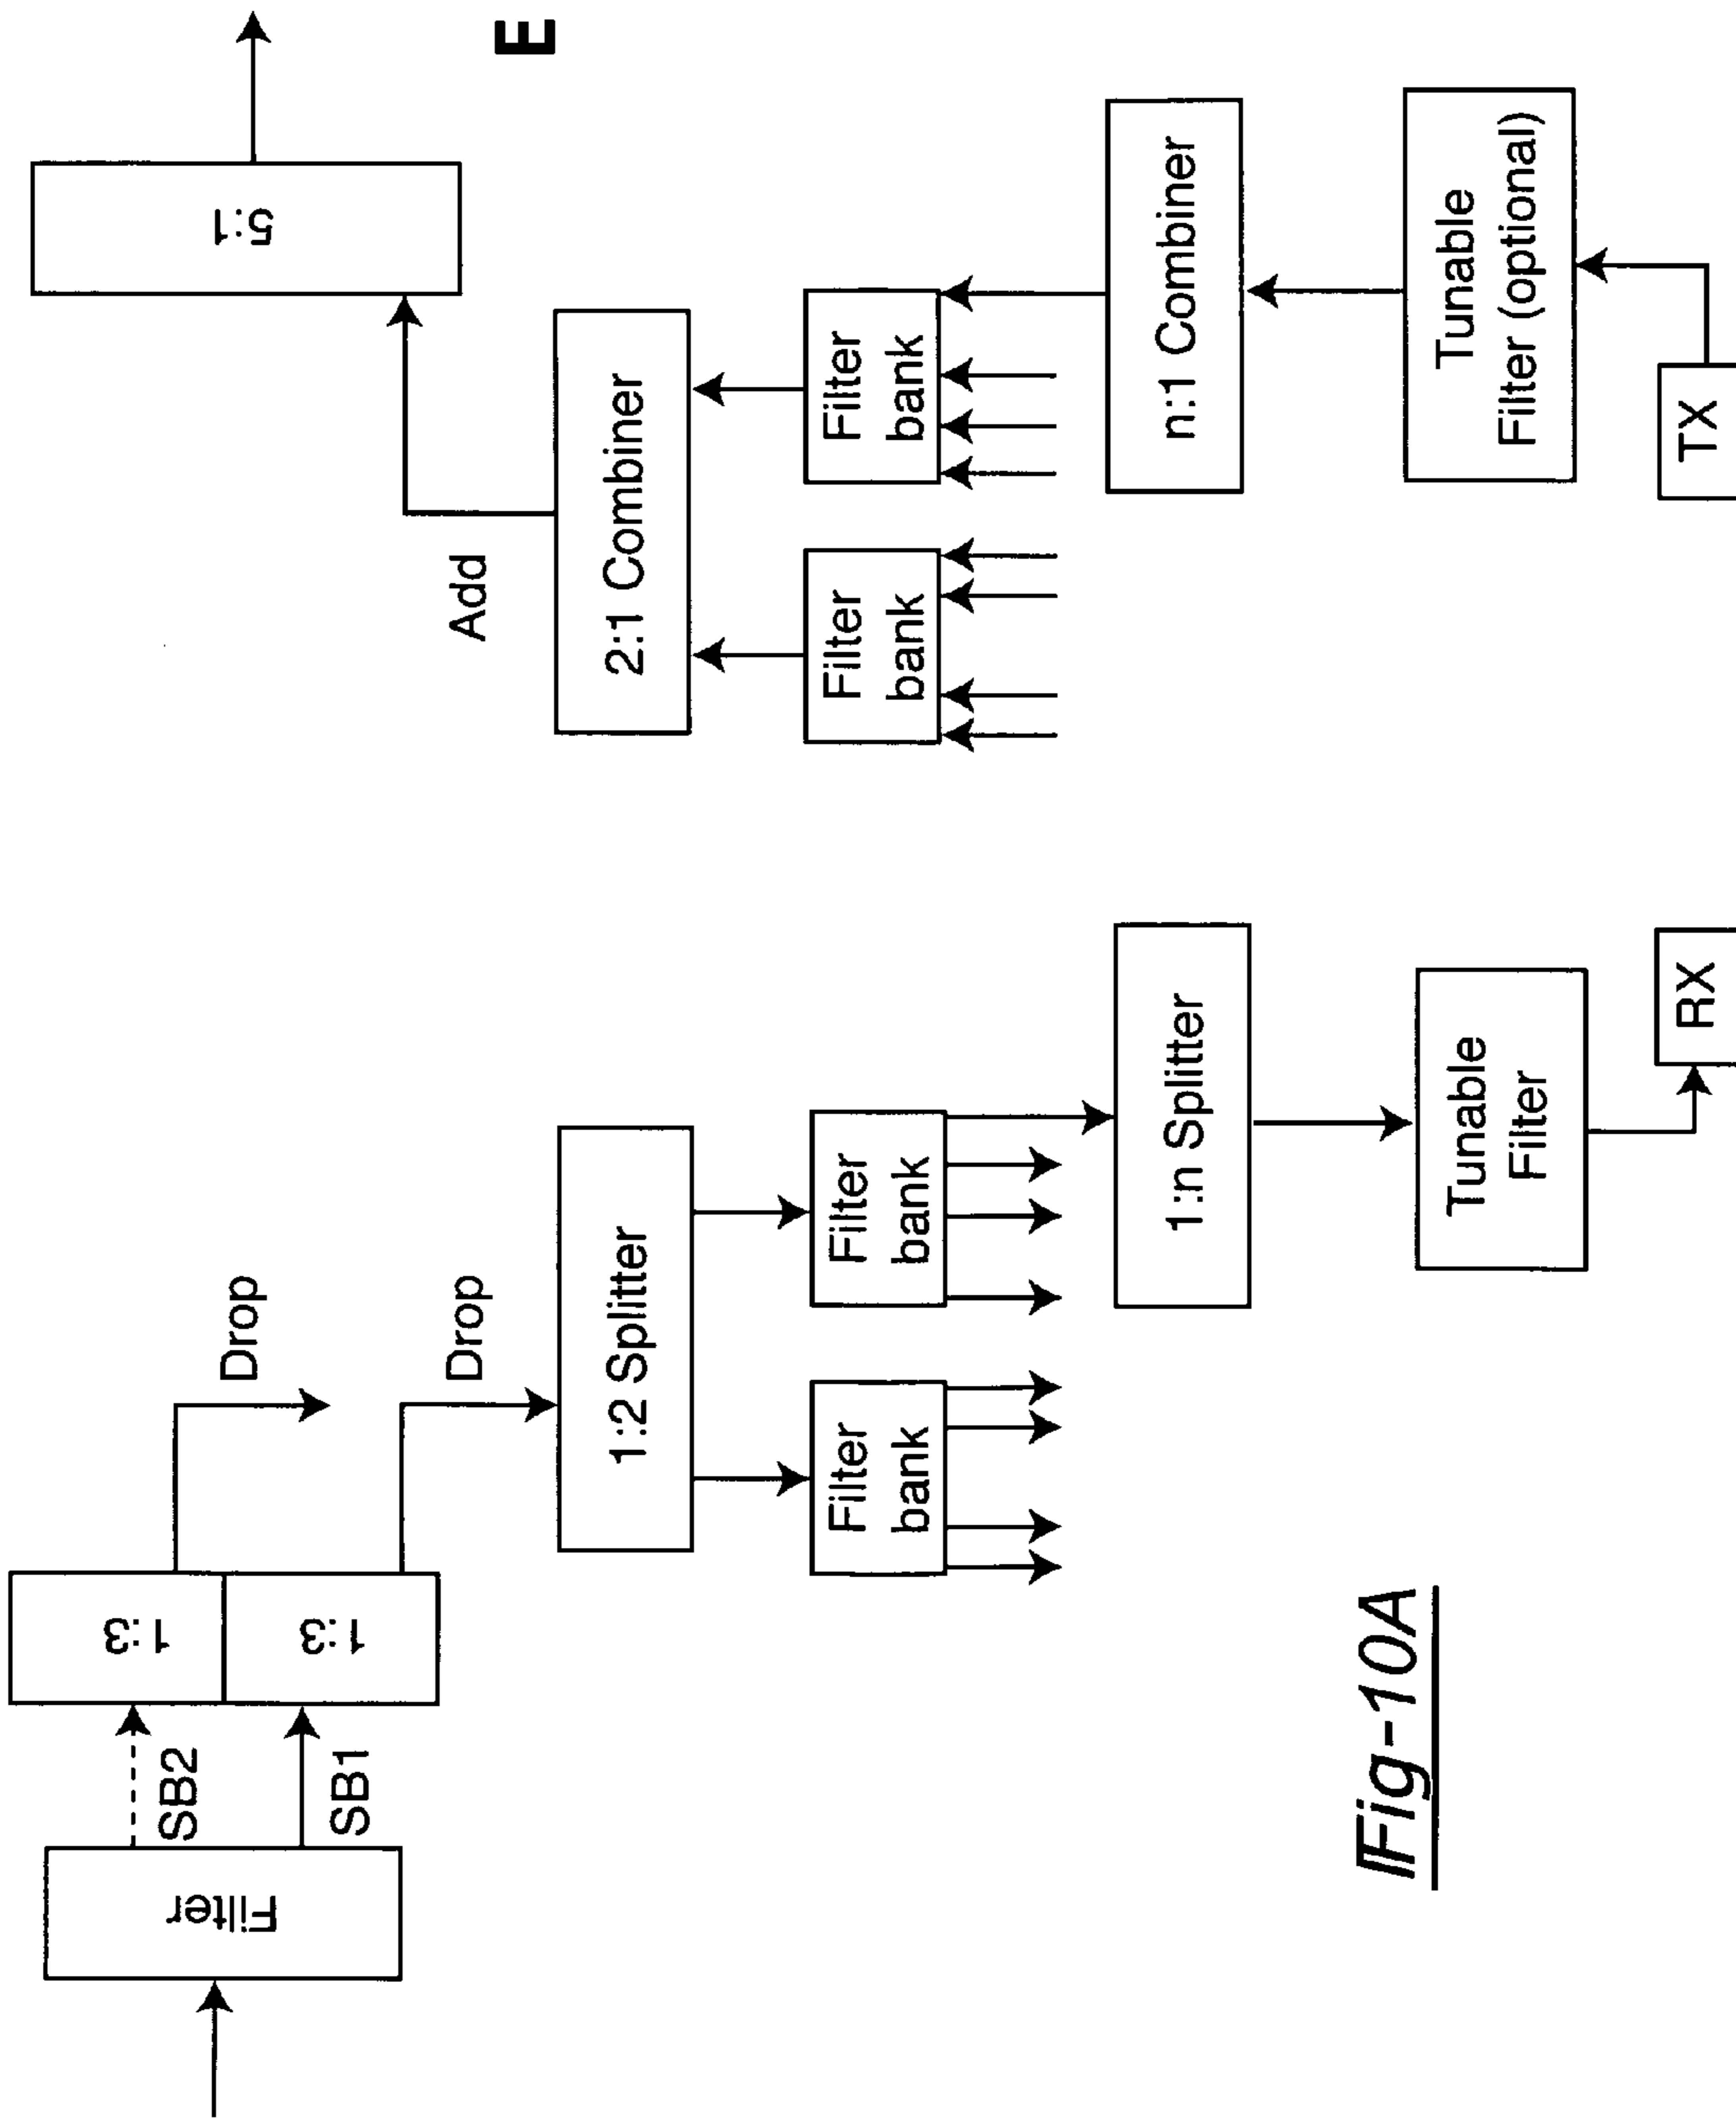 Filter
SB2
SB1
1:3
1:3
Drop
Drop
1:2 Splitter
Filter
bank
Filter
bank
1:n Splitter
Tunable
Filter
RX
5:1
E
Add
2:1 Combiner
Filter
bank
Filter
bank
n:1 Combiner
Tunable
Filter (optional)
TX
Fig-10A